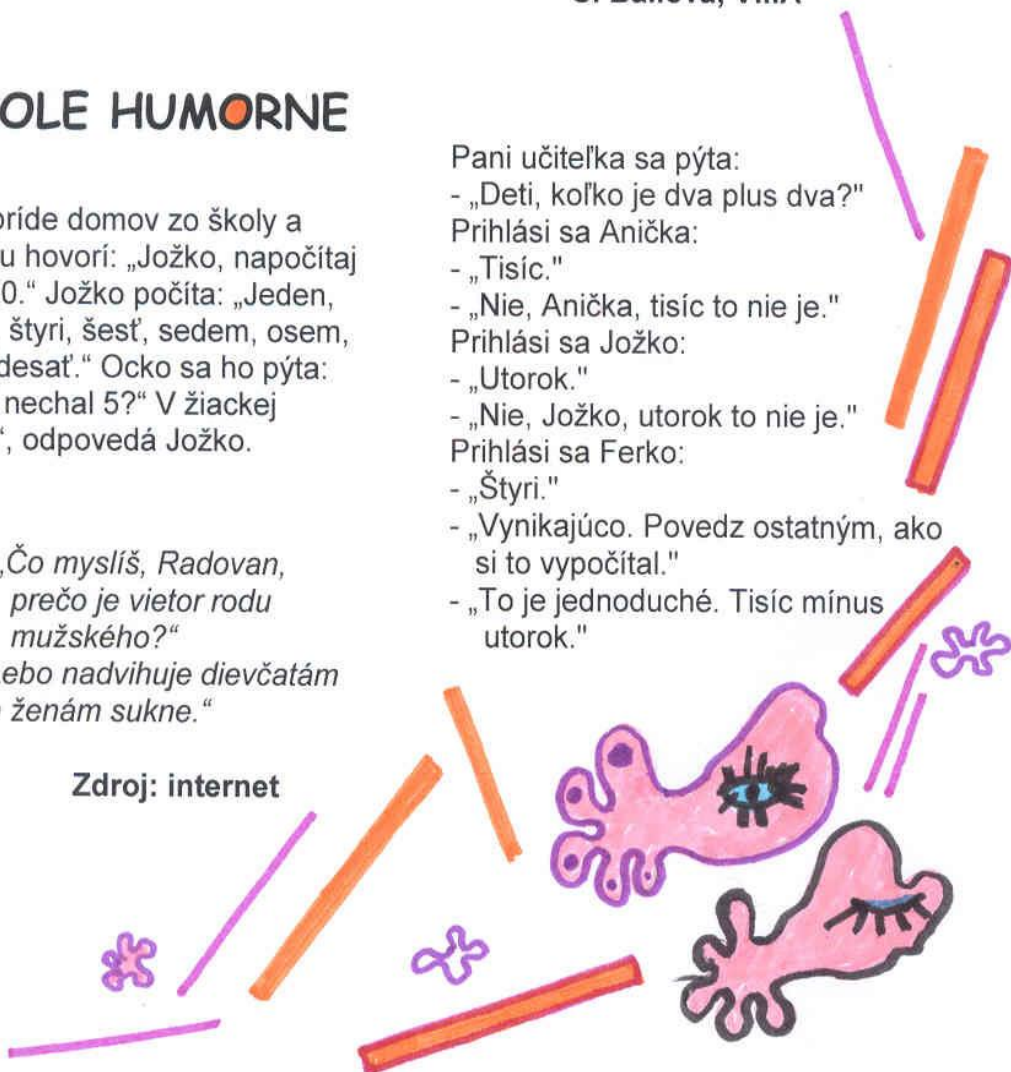 OLE HUMORNE
príde domov zo školy a
u hovorí: „Jožko, napočítaj
0.“ Jožko počíta: „Jeden,
štyri, šesť, sedem, osem,
desať.“ Ocko sa ho pýta:
nechal 5?“ V žiackej
“, odpovedá Jožko.
„Čo myslíš, Radovan,
prečo je vietor rodu
mužského?“
ebo nadvihuje dievčatám
ženám sukne.“
Zdroj: internet
Pani učiteľka sa pýta:
- „Deti, koľko je dva plus dva?"
Prihlási sa Anička:
- „Tisíc."
- „Nie, Anička, tisíc to nie je."
Prihlási sa Jožko:
- „Utorok."
- „Nie, Jožko, utorok to nie je."
Prihlási sa Ferko:
- „Štyri."
- „Vynikajúco. Povedz ostatným, ako
si to vypočítal."
- „To je jednoduché. Tisíc mínus
utorok."